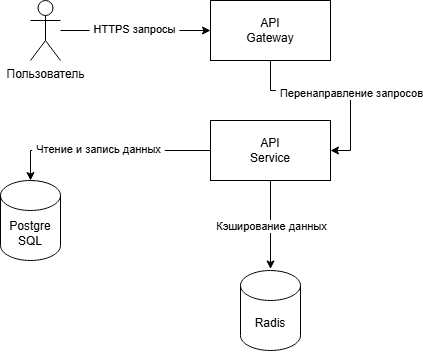 HTTPS запросы
API
Gateway
Пользователь
Перенаправление запросов
API
Service
Чтение и запись данных
Postgre
SQL
Кэширование данных
Radis